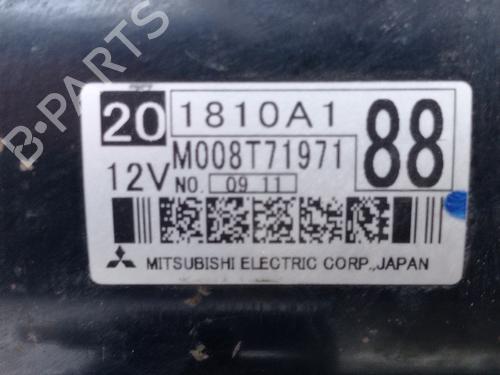 B-PARTS
20 1810A1 88
12V M008T71971
NO. 09 11
MITSUBISHI ELECTRIC CORP., JAPAN